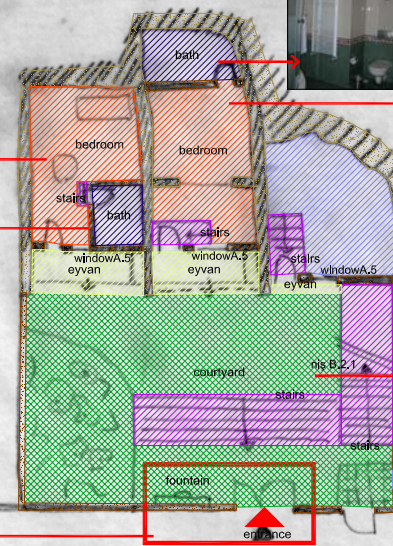 bath
bedroom
bedroom
stairs
bath
stairs
stairs
windowA.5
windowA.5
windowA.5
eyvan
eyvan
eyvan
niş B.2.1
courtyard
stairs
stairs
fountain
entrance